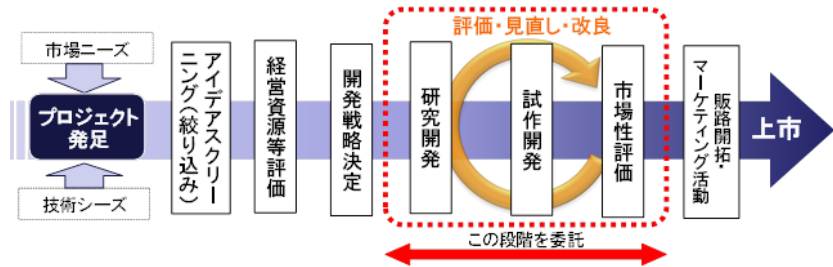 評価・見直し・改良
市場ニーズ
プロジェクト
発足
技術シーズ
アイデアスクリー
ニング(絞り込み)
経営資源等評価
開発戦略決定
研究開発
試作開発
市場性評価
販路開拓・
マーケティング活動
上市
この段階を委託